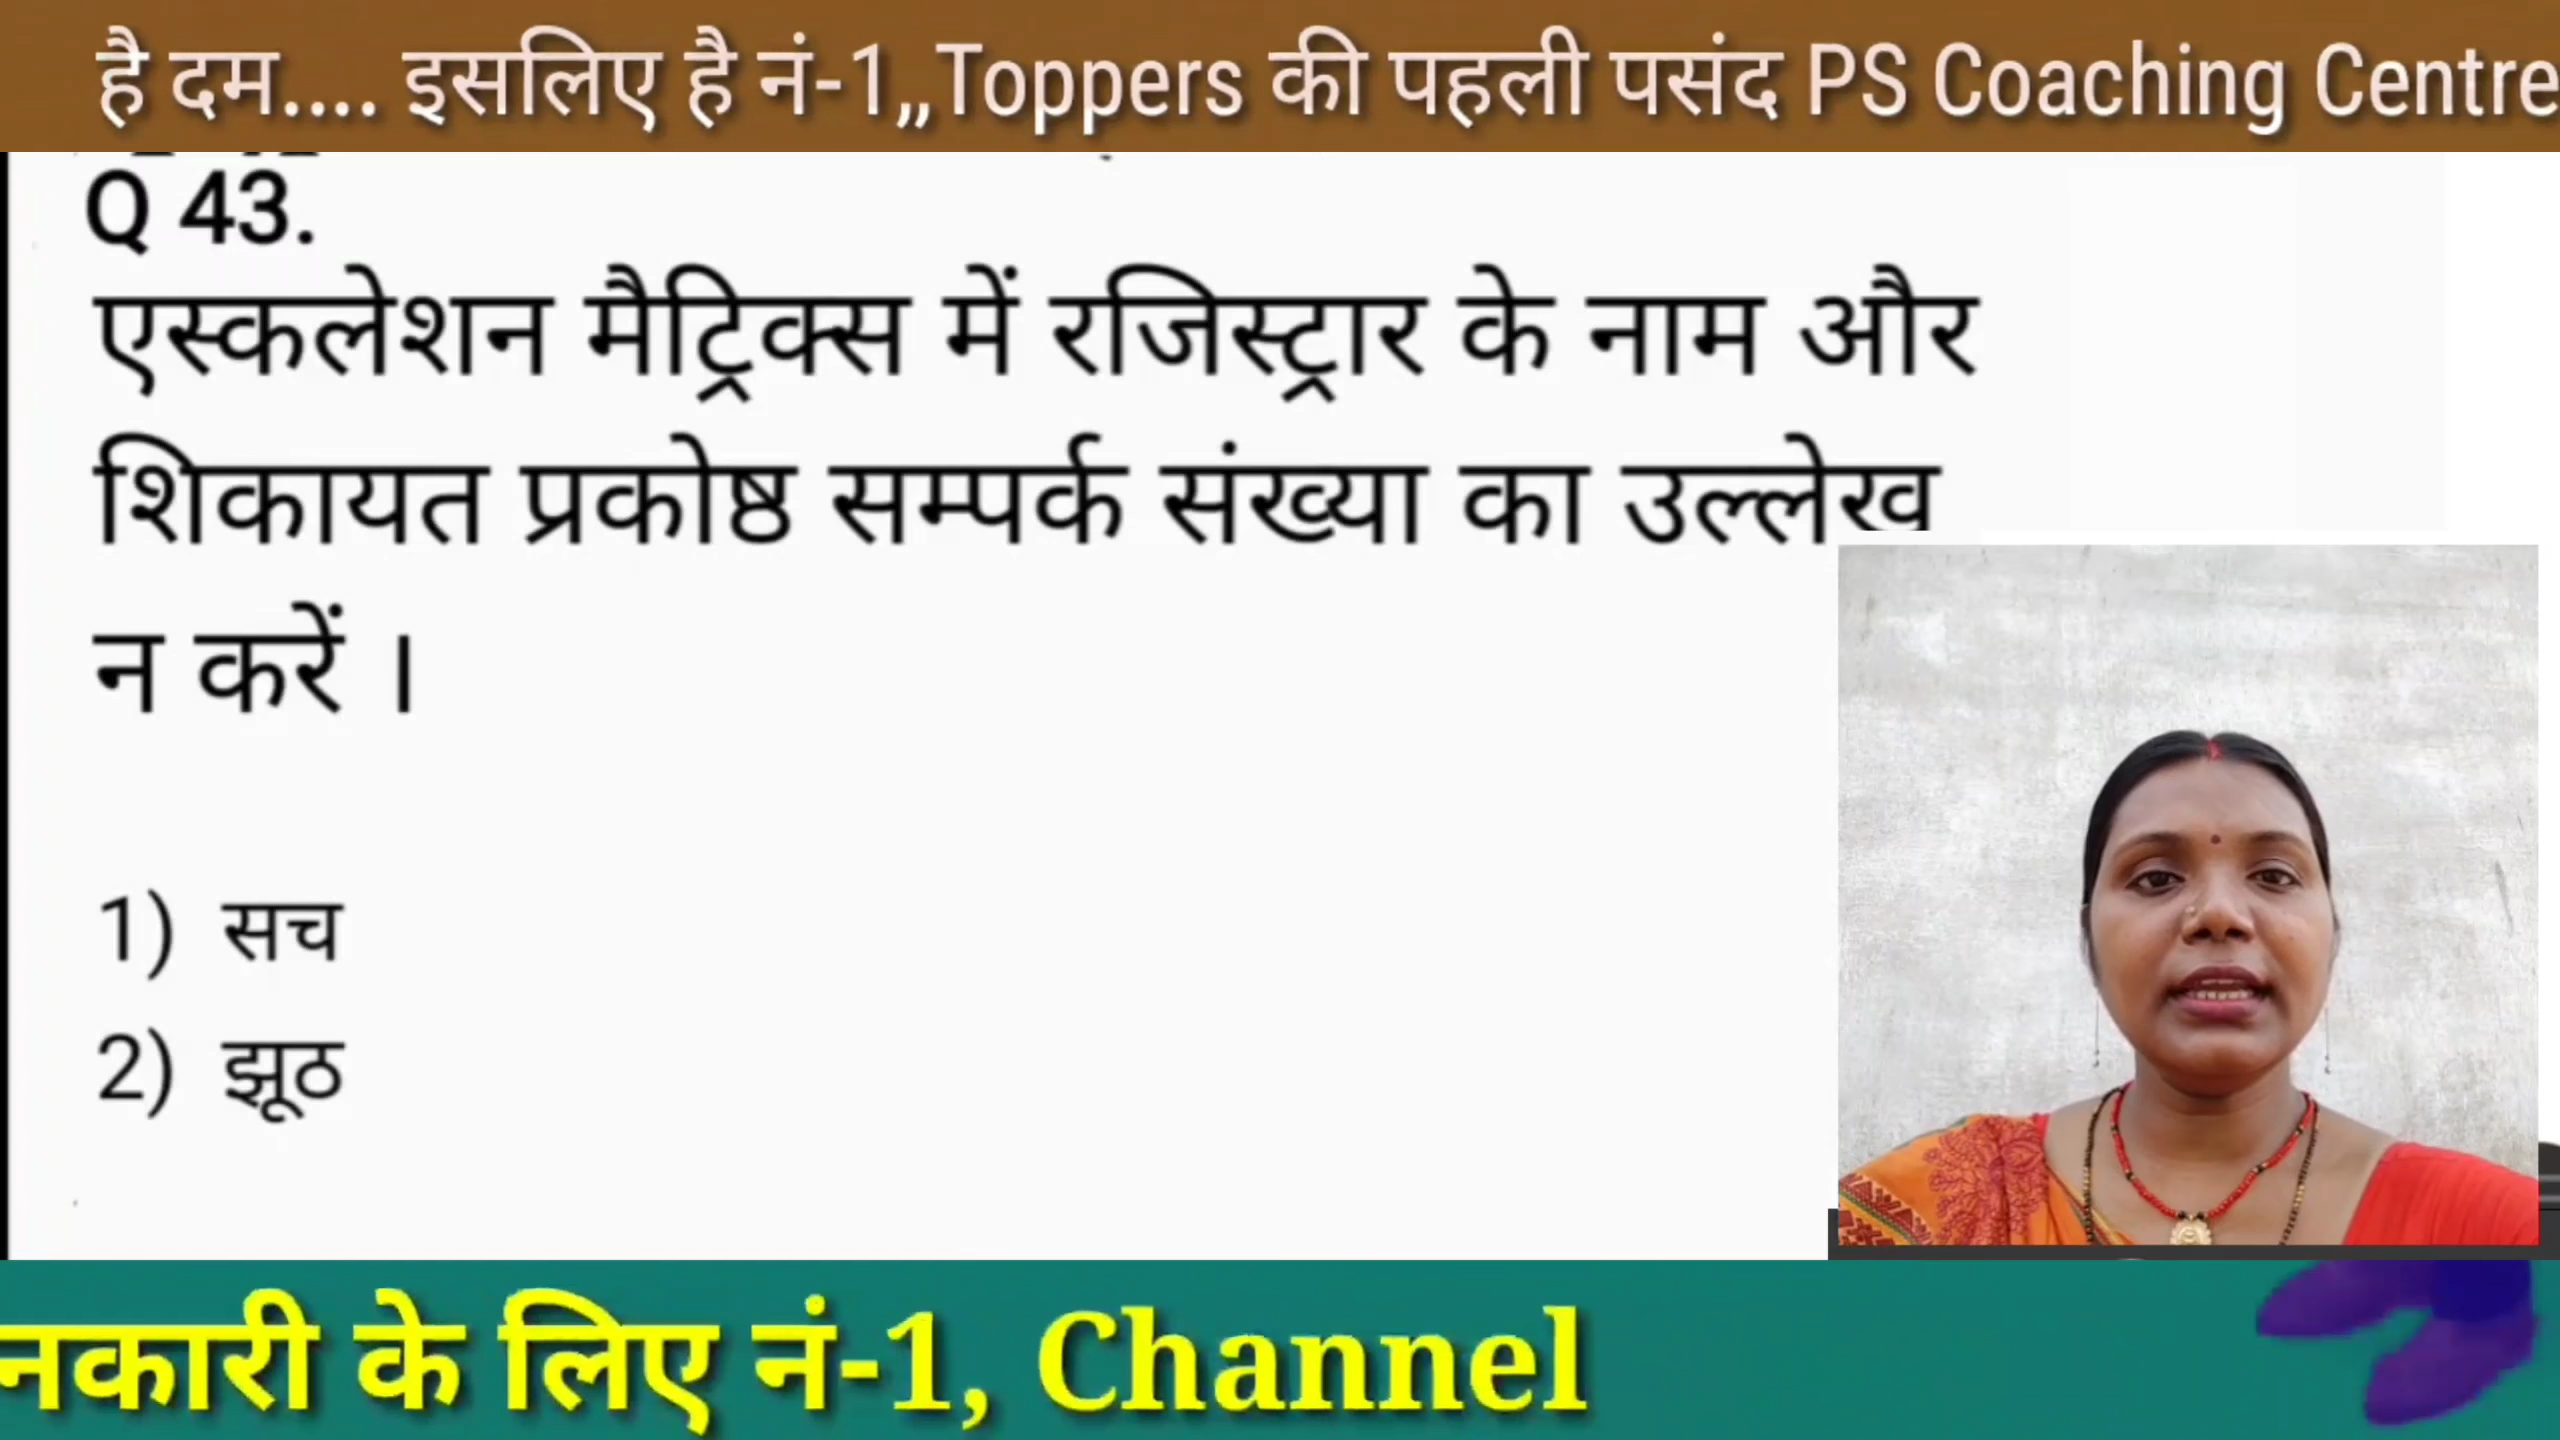 है दम.... इसलिए है नं-1,,Toppers की पहली पसंद PS Coaching Centre
Q 43.
एस्कलेशन मैट्रिक्स में रजिस्ट्रार के नाम और
शिकायत प्रकोष्ठ सम्पर्क संख्या का उल्लेख
न करें ।
1) सच
2) झूठ
नकारी के लिए नं-1, Channel